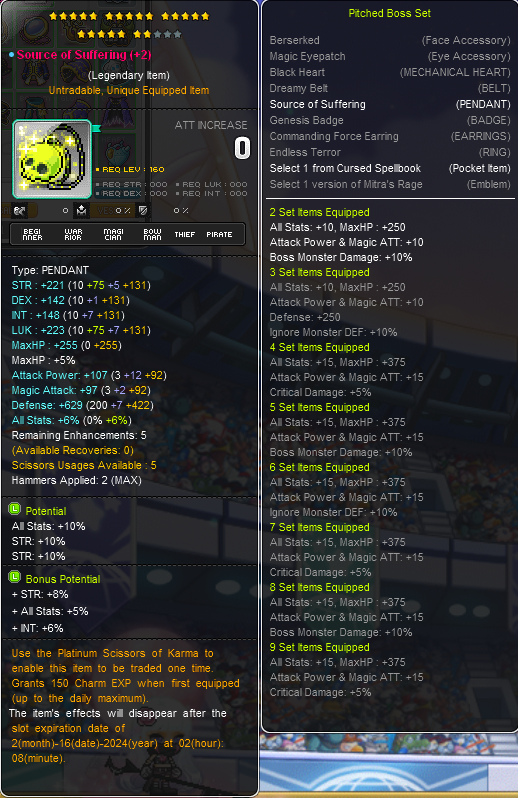 Source of Suffering (+2)
(Legendary Item)
Untradable, Unique Equipped Item
ATT INCREASE
0
REQ LEV : 160
REQ STR : 000
REQ LUK : 000
REQ DEX : 000
REQ INT : 000
0
0 %
0 %
BEGI
NNER
WAR
RIOR
MAGI
CIAN
BOW
MAN
THIEF
PIRATE
Type: PENDANT
STR : +221 (10 +75 +5 +131)
DEX : +142 (10 +1 +131)
INT : +148 (10 +7 +131)
LUK : +223 (10 +75 +7 +131)
MaxHP : +255 (0 +255)
MaxHP : +5%
Attack Power: +107 (3 +12 +92)
Magic Attack: +97 (3 +2 +92)
Defense: +629 (200 +7 +422)
All Stats: +6% (0% +6%)
Remaining Enhancements: 5
(Available Recoveries: 0)
Scissors Usages Available : 5
Hammers Applied: 2 (MAX)
L Potential
All Stats: +10%
STR: +10%
STR: +10%
L Bonus Potential
+ STR: +8%
+ All Stats: +5%
+ INT: +6%
Use the Platinum Scissors of Karma to
enable this item to be traded one time.
Grants 150 Charm EXP when first equipped
(up to the daily maximum).
The item's effects will disappear after the
slot expiration date of
2(month)-16(date)-2024(year) at 02(hour):
08(minute).
Pitched Boss Set
Berserked (Face Accessory)
Magic Eyepatch (Eye Accessory)
Black Heart (MECHANICAL HEART)
Dreamy Belt (BELT)
Source of Suffering (PENDANT)
Genesis Badge (BADGE)
Commanding Force Earring (EARRINGS)
Endless Terror (RING)
Select 1 from Cursed Spellbook (Pocket Item)
Select 1 version of Mitra's Rage (Emblem)
2 Set Items Equipped
All Stats: +10, MaxHP : +250
Attack Power & Magic ATT: +10
Boss Monster Damage: +10%
3 Set Items Equipped
All Stats: +10, MaxHP : +250
Attack Power & Magic ATT: +10
Defense: +250
Ignore Monster DEF: +10%
4 Set Items Equipped
All Stats: +15, MaxHP : +375
Attack Power & Magic ATT: +15
Critical Damage: +5%
5 Set Items Equipped
All Stats: +15, MaxHP : +375
Attack Power & Magic ATT: +15
Boss Monster Damage: +10%
6 Set Items Equipped
All Stats: +15, MaxHP : +375
Attack Power & Magic ATT: +15
Ignore Monster DEF: +10%
7 Set Items Equipped
All Stats: +15, MaxHP : +375
Attack Power & Magic ATT: +15
Critical Damage: +5%
8 Set Items Equipped
All Stats: +15, MaxHP : +375
Attack Power & Magic ATT: +15
Boss Monster Damage: +10%
9 Set Items Equipped
All Stats: +15, MaxHP : +375
Attack Power & Magic ATT: +15
Critical Damage: +5%